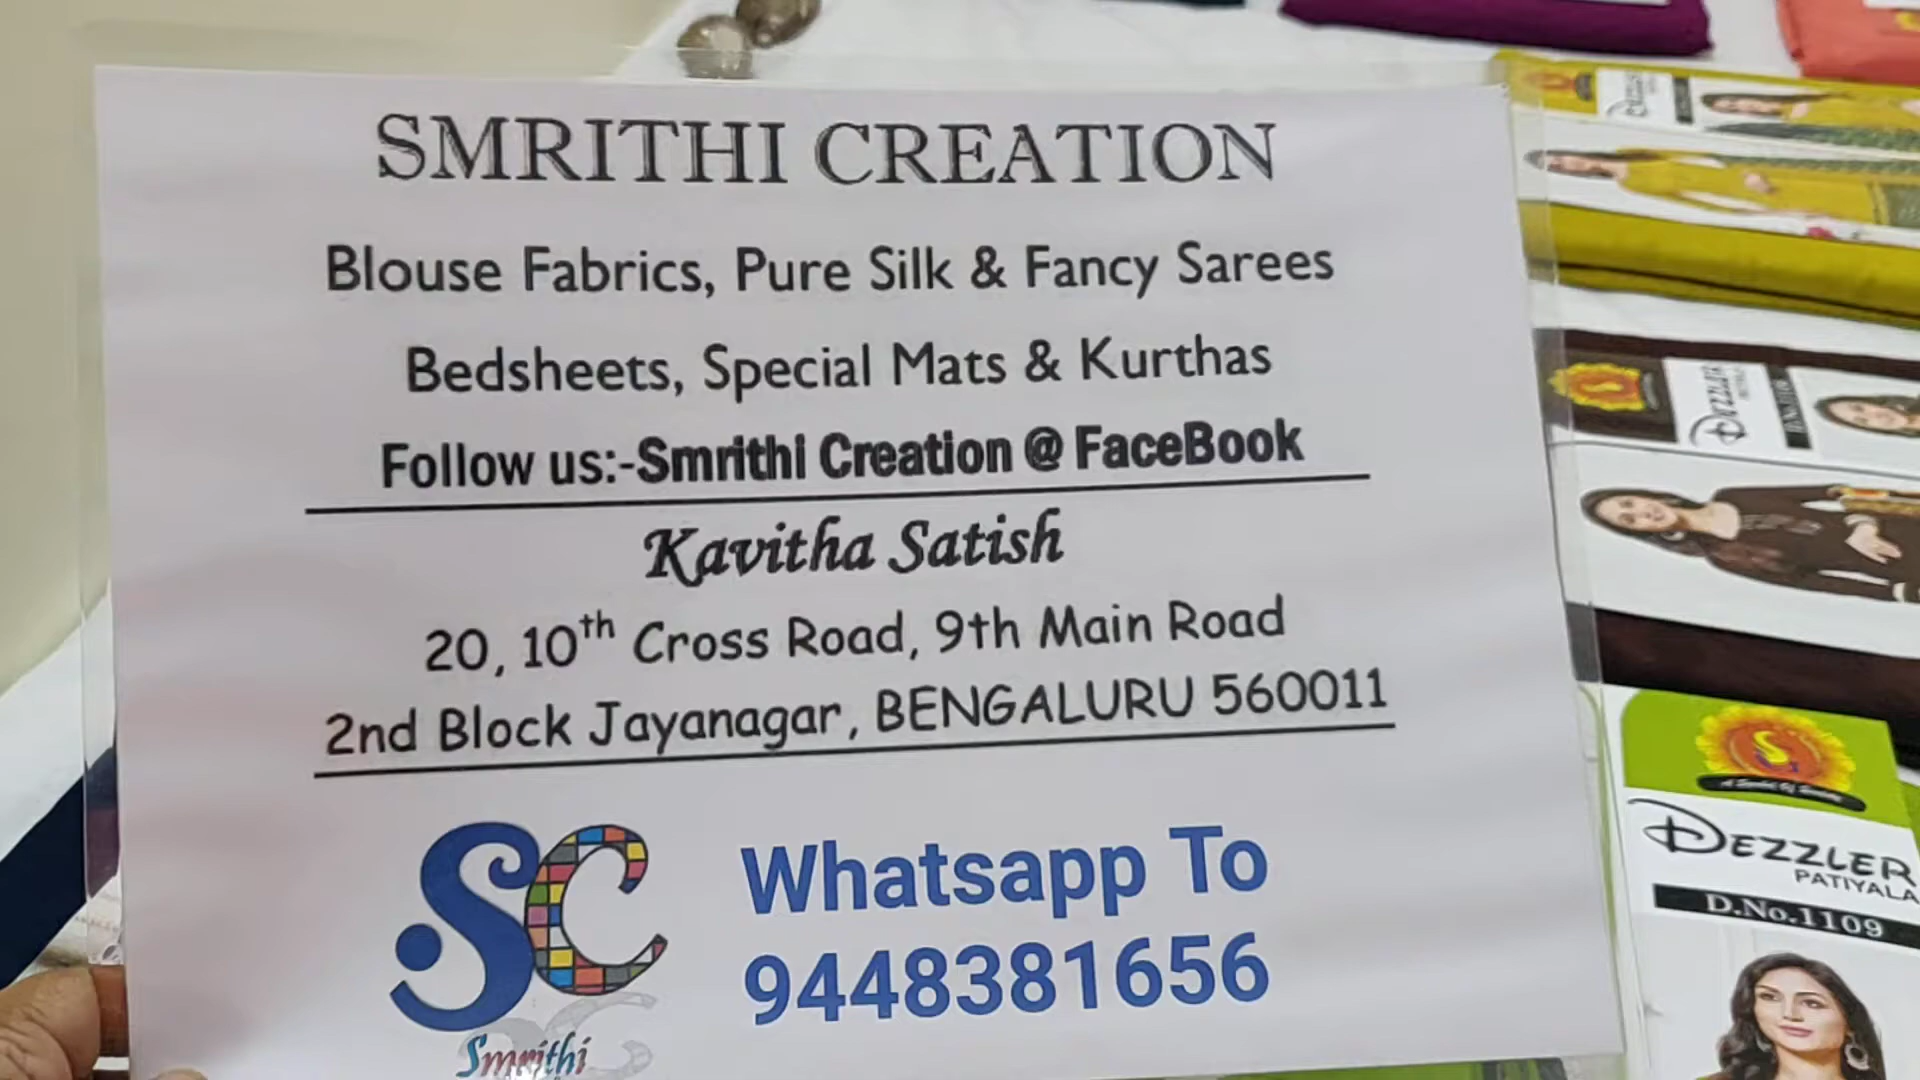 SMRITHI CREATION
Blouse Fabrics, Pure Silk & Fancy Sarees
Bedsheets, Special Mats & Kurthas
Follow us:-Smrithi Creation @ FaceBook
Kavitha Satish
20, 10th Cross Road, 9th Main Road
2nd Block Jayanagar, BENGALURU 560011
SC
Smrithi
Whatsapp To
9448381656
DEZZLER
DEZZLER
PATIYALA
D.No.1109